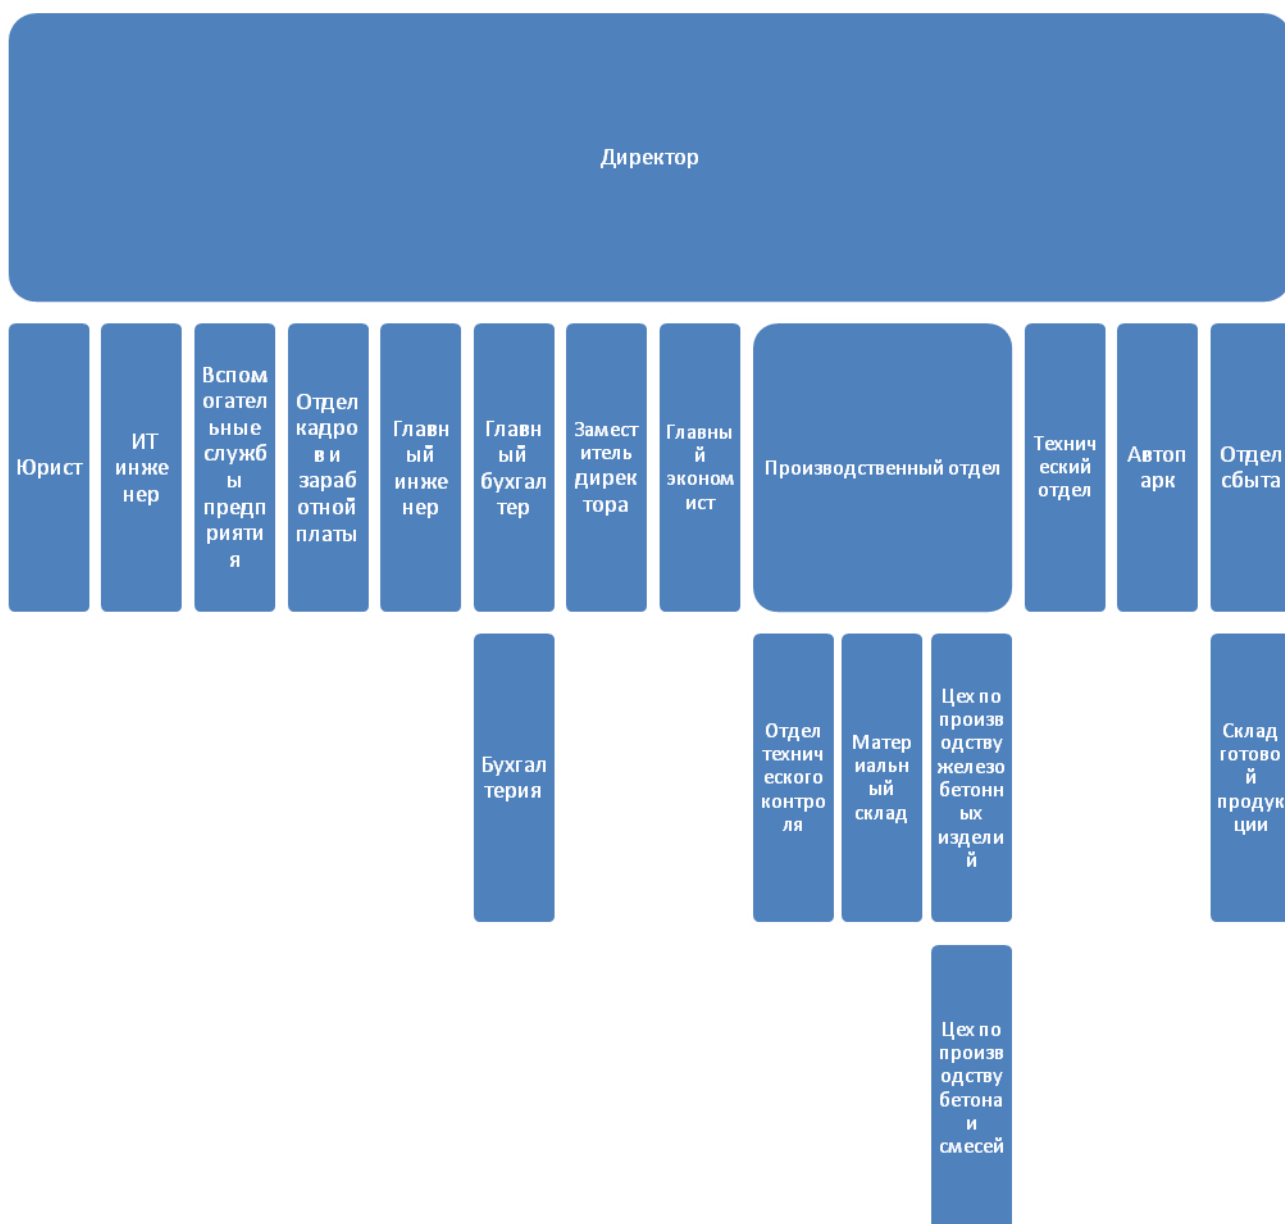 Директор
Юрист
ИТ
инже
нер
Вспом
огател
ьные
служб
ы
предп
рияти
я
Отдел
кадро
в и
зараб
отной
платы
Главн
ый
инже
нер
Главн
ый
бухгал
тер
Замест
итель
дирек
тора
Главны
й
эконом
ист
Производственный отдел
Технич
еский
отдел
Автоп
арк
Отдел
сбыта
Бухгал
терия
Отдел
технич
еского
контро
ля
Матер
иальн
ый
склад
Цех по
произв
одству
железо
бетонн
ых
издели
й
Склад
готово
й
продук
ции
Цех по
произв
одству
бетона
и
смесей